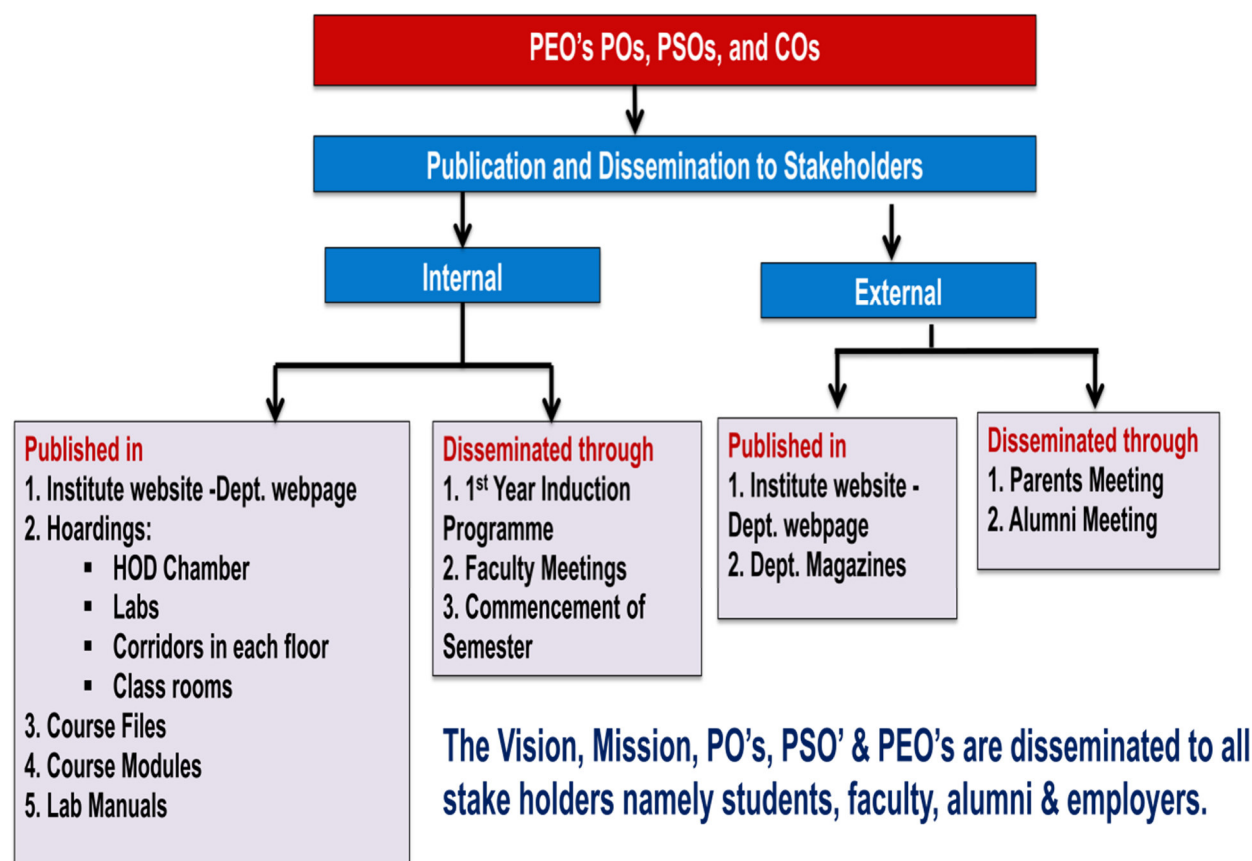 PEO’s POs, PSOs, and COs
Publication and Dissemination to Stakeholders
Internal
External
Published in
1. Institute website -Dept. webpage
2. Hoardings:
▪ HOD Chamber
▪ Labs
▪ Corridors in each floor
▪ Class rooms
3. Course Files
4. Course Modules
5. Lab Manuals
Disseminated through
1. 1st Year Induction
Programme
2. Faculty Meetings
3. Commencement of
Semester
Published in
1. Institute website -
Dept. webpage
2. Dept. Magazines
Disseminated through
1. Parents Meeting
2. Alumni Meeting
The Vision, Mission, PO’s, PSO’ & PEO’s are disseminated to all
stake holders namely students, faculty, alumni & employers.